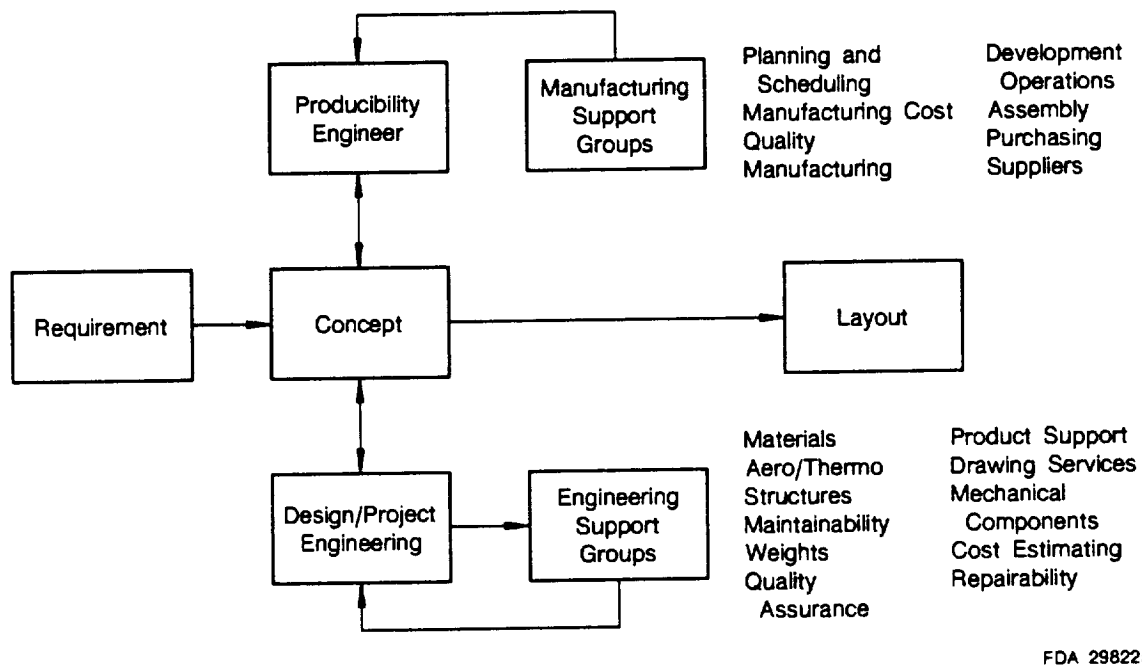 Producibility
Engineer
Manufacturing
Support
Groups
Planning and
Scheduling
Manufacturing Cost
Quality
Manufacturing
Development
Operations
Assembly
Purchasing
Suppliers
Requirement
Concept
Layout
Design/Project
Engineering
Engineering
Support
Groups
Materials
Aero/Thermo
Structures
Maintainability
Weights
Quality
Assurance
Product Support
Drawing Services
Mechanical
Components
Cost Estimating
Repairability
FDA 29822